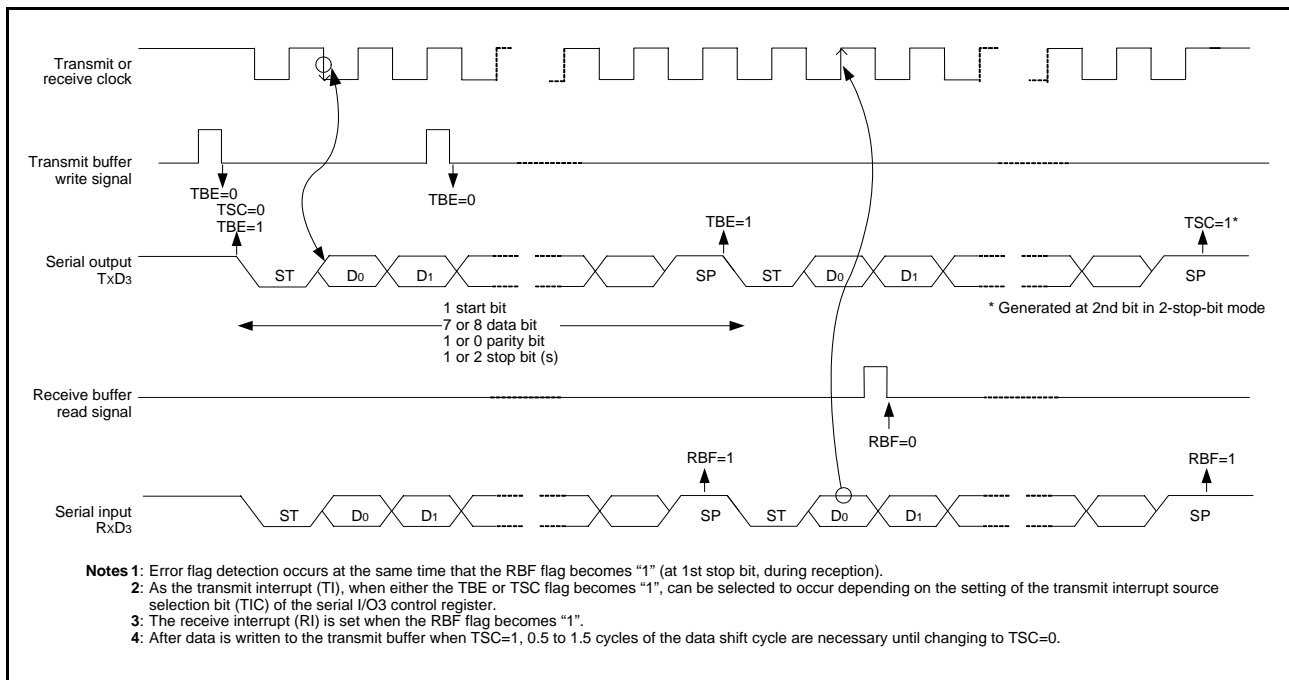 Transmit or
receive clock
Transmit buffer
write signal
TBE=0
TSC=0
TBE=1
TBE=0
TBE=1
TSC=1*
Serial output
TxD3
ST
D0
D1
SP
ST
D0
D1
SP
1 start bit
7 or 8 data bit
1 or 0 parity bit
1 or 2 stop bit (s)
* Generated at 2nd bit in 2-stop-bit mode
Receive buffer
read signal
RBF=0
RBF=1
RBF=1
Serial input
RxD3
ST
D0
D1
SP
ST
D0
D1
SP
Notes 1: Error flag detection occurs at the same time that the RBF flag becomes “1” (at 1st stop bit, during reception).
2: As the transmit interrupt (TI), when either the TBE or TSC flag becomes “1”, can be selected to occur depending on the setting of the transmit interrupt source
selection bit (TIC) of the serial I/O3 control register.
3: The receive interrupt (RI) is set when the RBF flag becomes “1”.
4: After data is written to the transmit buffer when TSC=1, 0.5 to 1.5 cycles of the data shift cycle are necessary until changing to TSC=0.